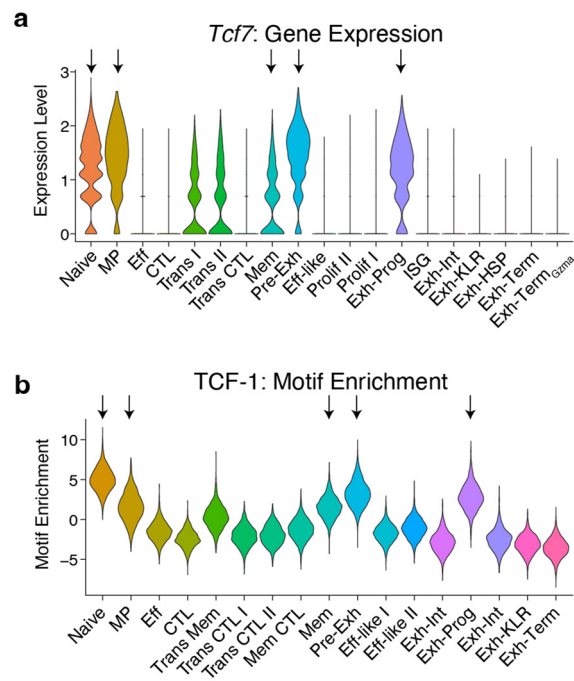 a
Tcf7: Gene Expression
Expression Level
3
2
1
0
Naive
MP
Eff
CTL
Trans I
Trans II
Trans CTL
Mem
Pre-Exh
Eff-like
Prolif II
Prolif I
Exh-Prog
ISG
Exh-Int
Exh-KLR
Exh-HSP
Exh-Term
Exh-TermGzma
b
TCF-1: Motif Enrichment
Motif Enrichment
10
5
0
−5
Naive
MP
Eff
CTL
Trans Mem
Trans CTL I
Trans CTL II
Mem CTL
Mem
Pre-Exh
Eff-like I
Eff-like II
Exh-Int
Exh-Prog
Exh-Int
Exh-KLR
Exh-Term